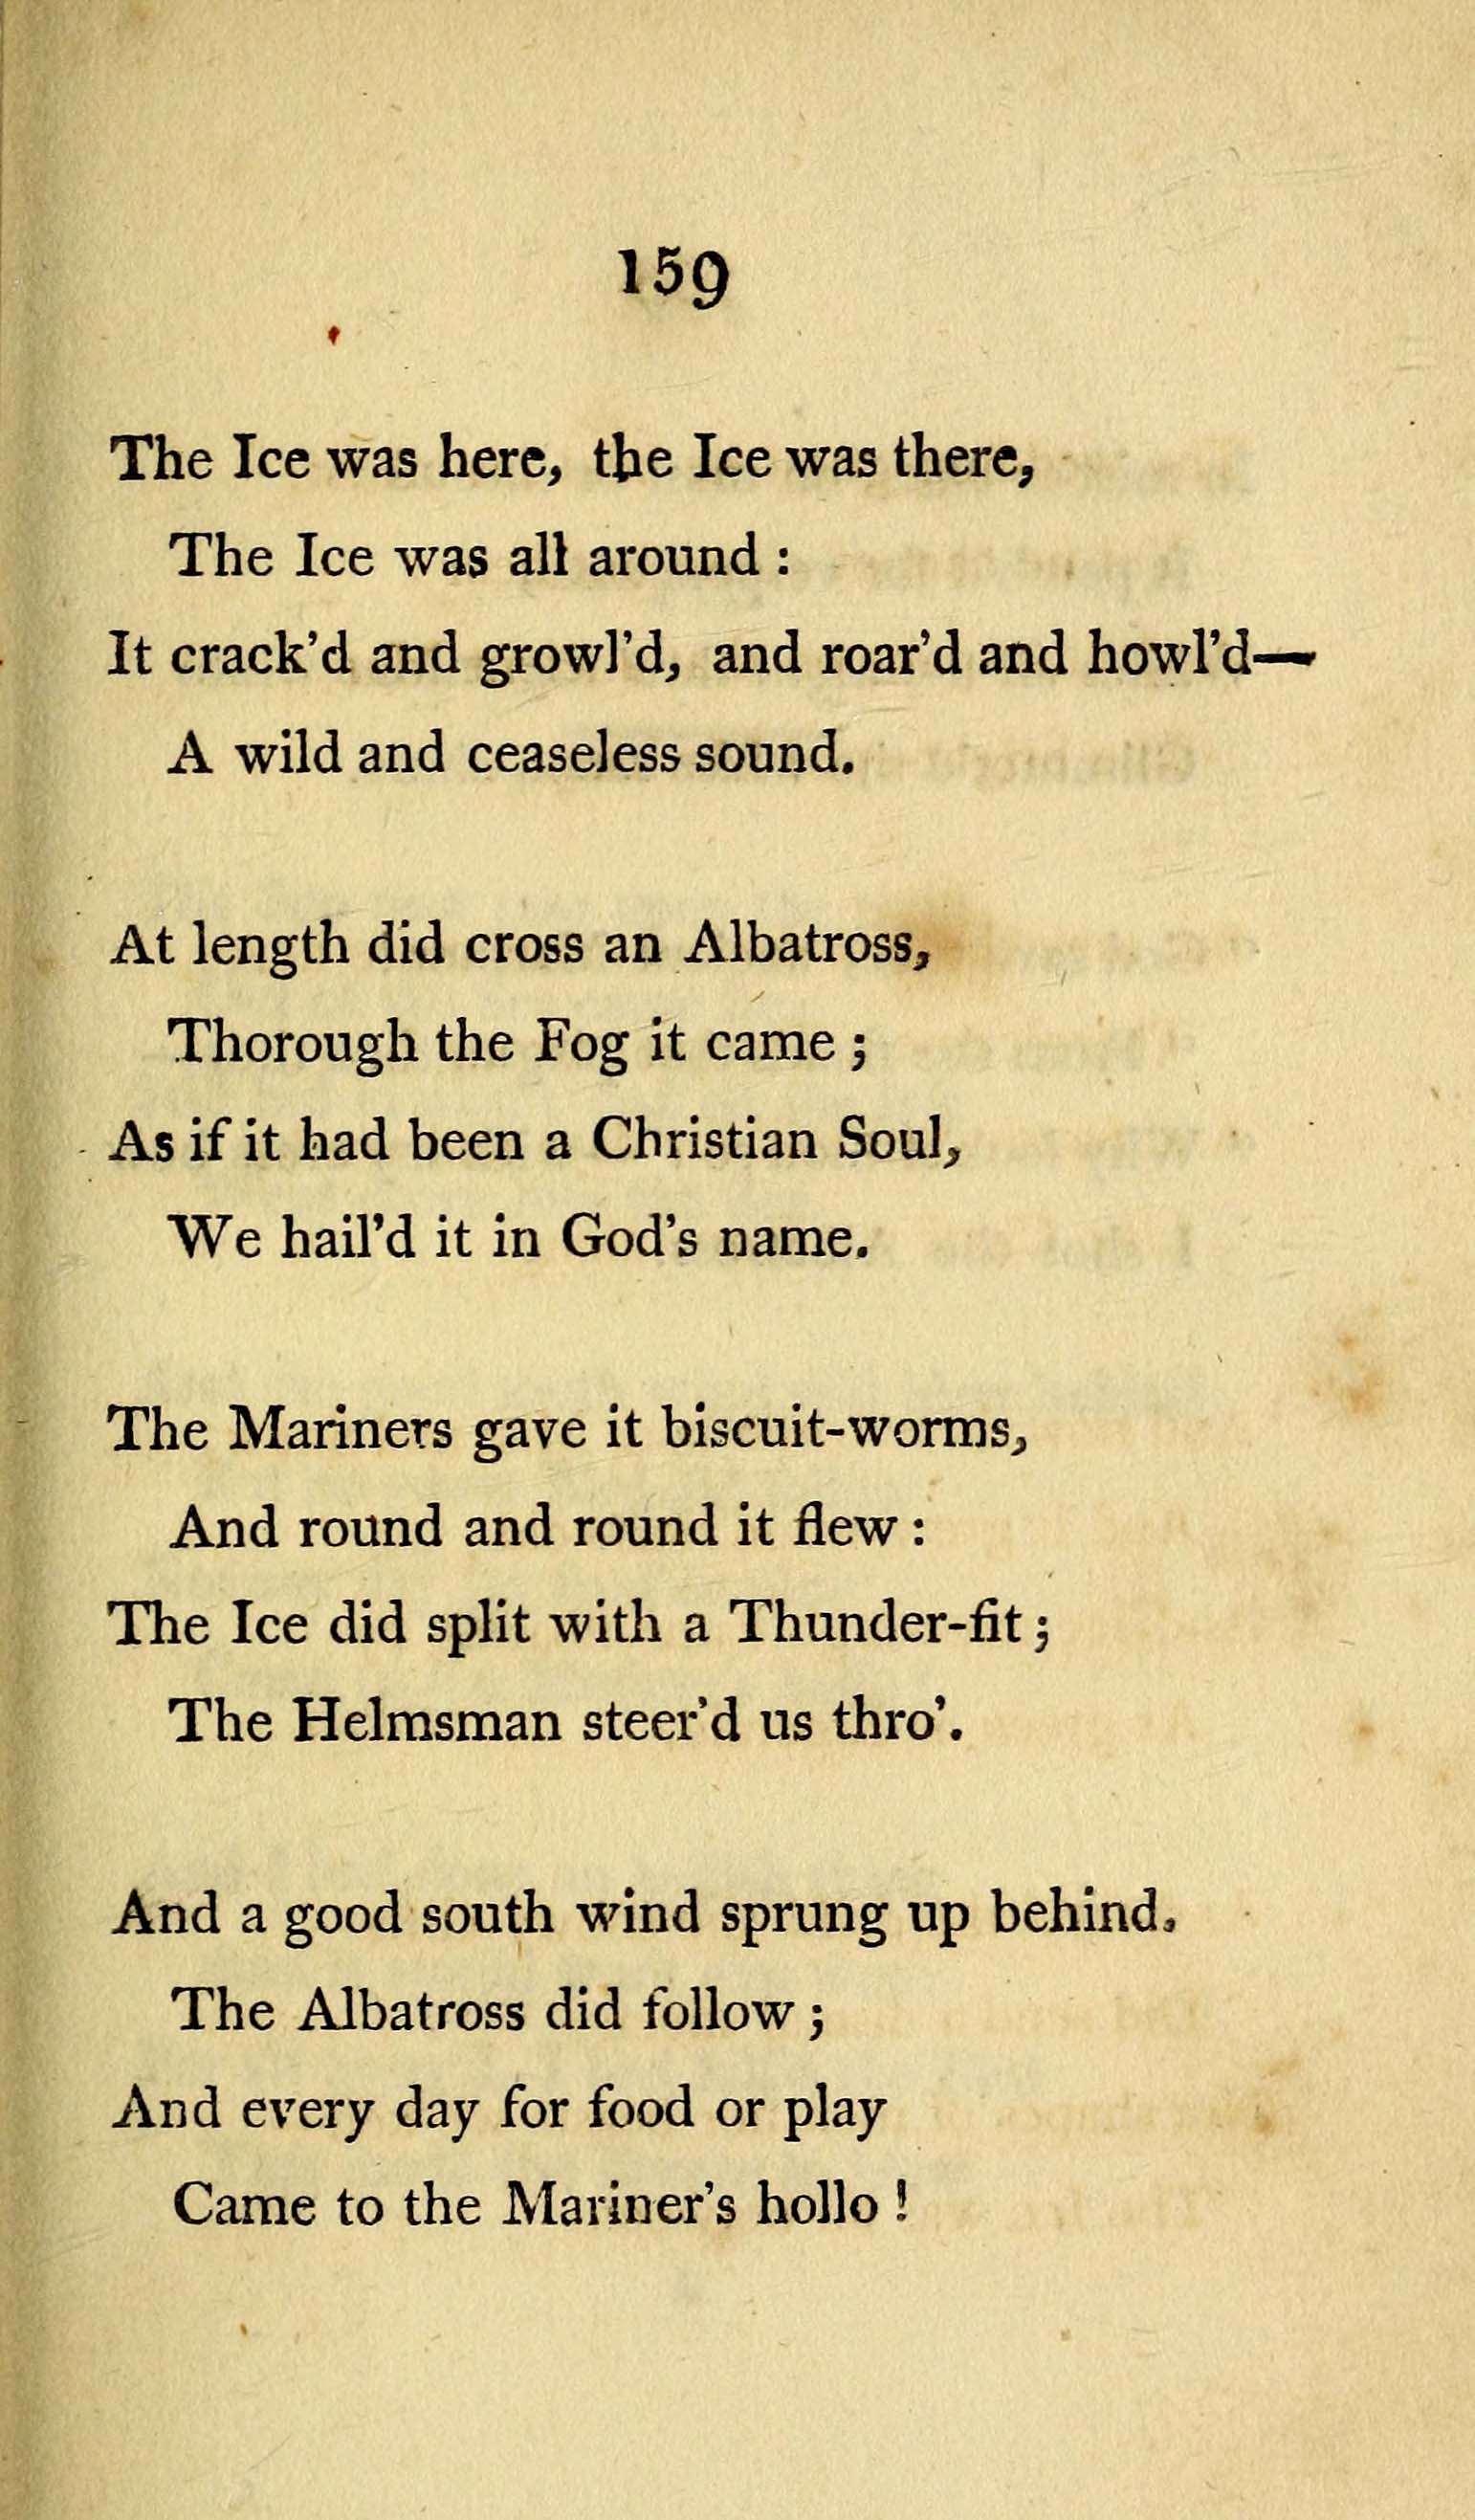 159
The Ice was here, the Ice was there,
The Ice was all around :
It crack'd and growl'd, and roar'd and howl'd—
A wild and ceaseless sound.
At length did cross an Albatross,
Thorough the Fog it came ;
As if it had been a Christian Soul,
We hail'd it in God's name.
The Mariners gave it biscuit-worms,
And round and round it flew :
The Ice did split with a Thunder-fit ;
The Helmsman steer'd us thro'.
And a good south wind sprung up behind.
The Albatross did follow ;
And every day for food or play
Came to the Mariner's hollo !